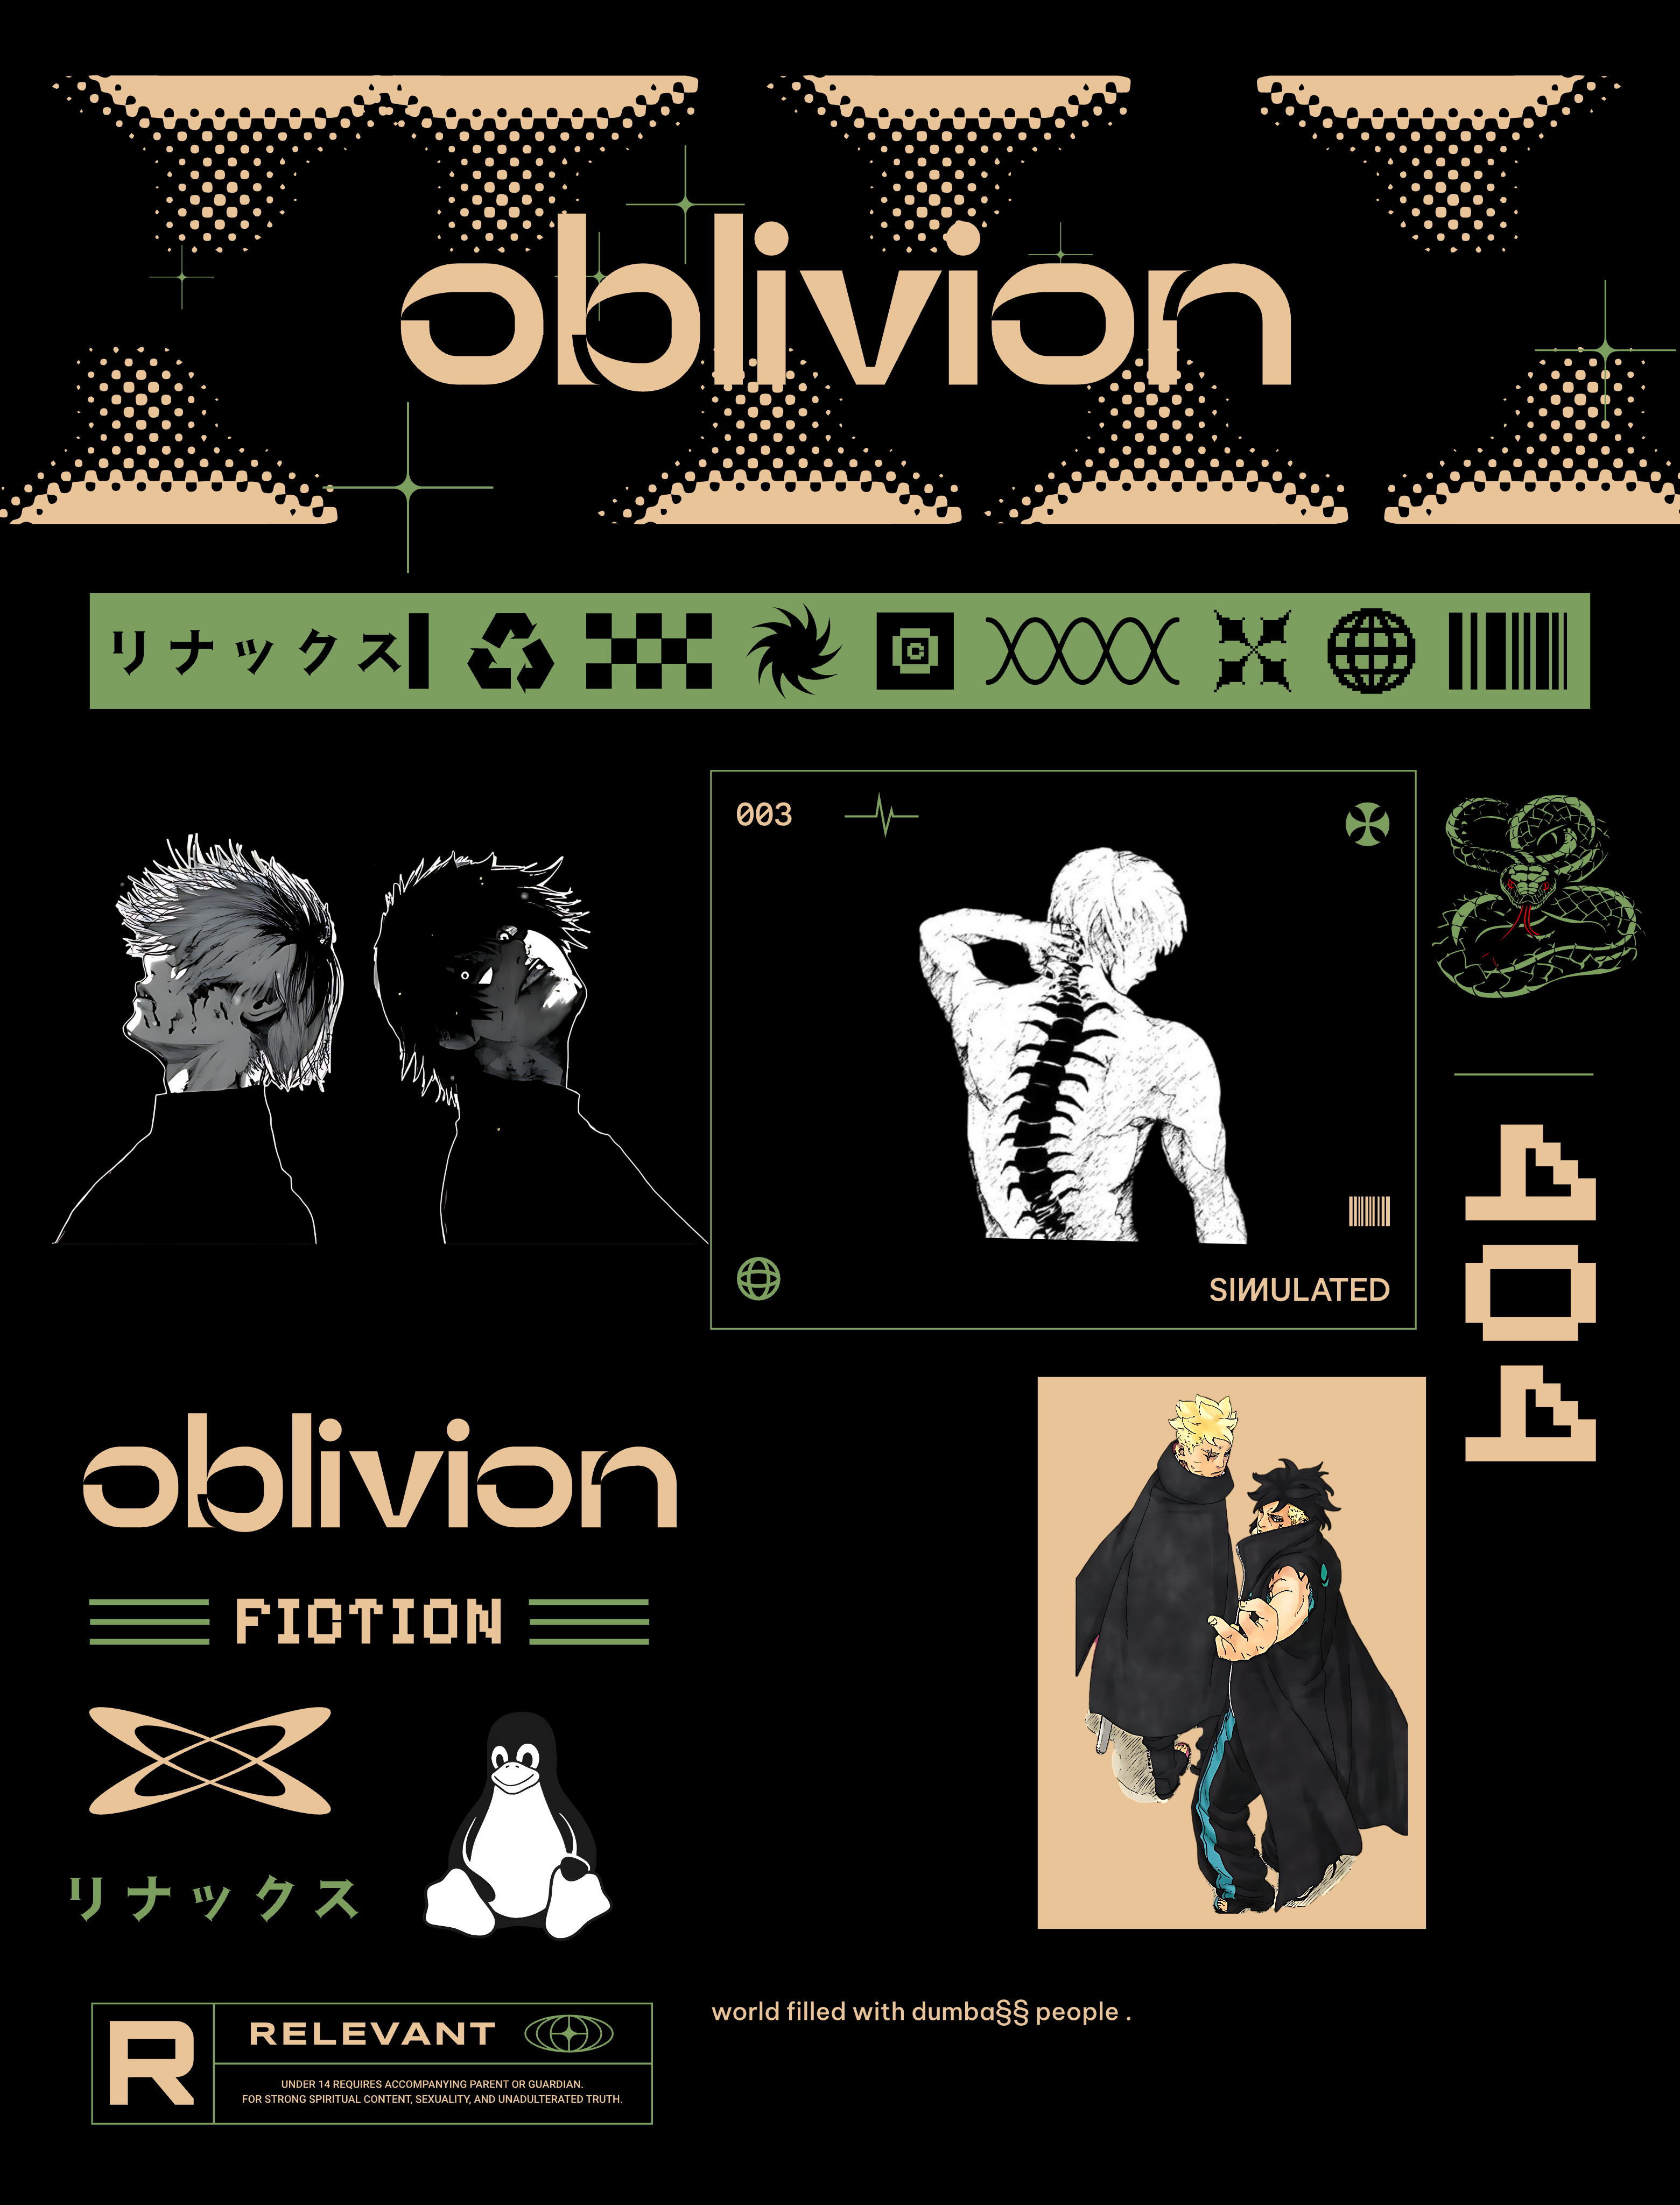 oblivion
リナックス
003
SIMULATED
404
oblivion
FICTION
リナックス
R
RELEVANT
UNDER 14 REQUIRES ACCOMPANYING PARENT OR GUARDIAN.
FOR STRONG SPIRITUAL CONTENT, SEXUALITY, AND UNADULTERATED TRUTH.
world filled with dumba§§ people .